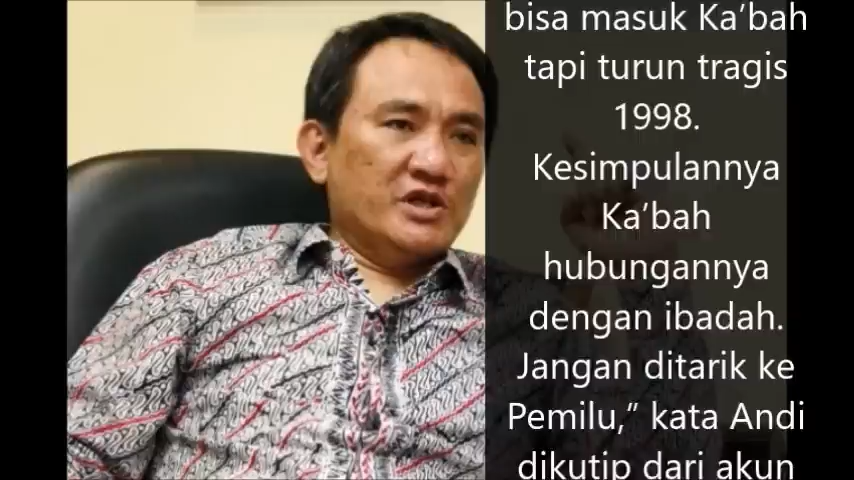 bisa masuk Ka’bah
tapi turun tragis
1998.
Kesimpulannya
Ka’bah
hubungannya
dengan ibadah.
Jangan ditarik ke
Pemilu,” kata Andi
dikutip dari akun